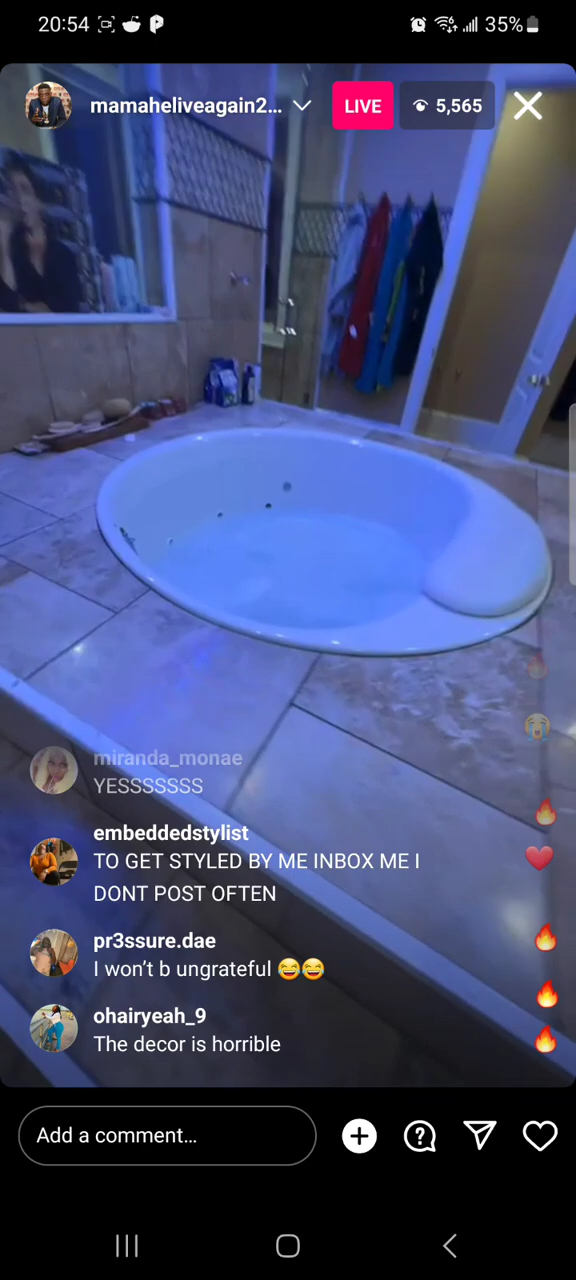 20:54
35%
mamaheliveagain2...
LIVE
5,565
miranda_monae
YESSSSSSS
embeddedstylist
TO GET STYLED BY ME INBOX ME I
DONT POST OFTEN
pr3ssure.dae
I won't b ungrateful 😂😂
ohairyeah_9
The decor is horrible
Add a comment...